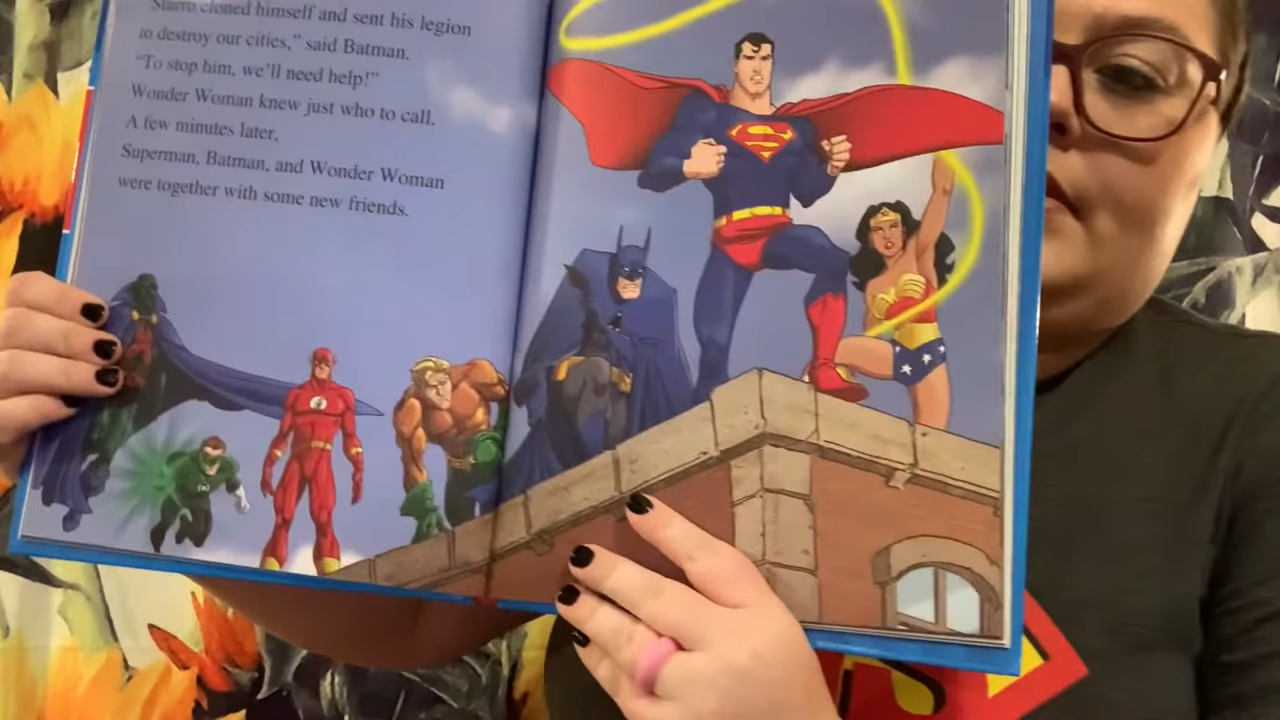 "Starro cloned himself and sent his legion
to destroy our cities," said Batman.
"To stop him, we'll need help!"
Wonder Woman knew just who to call.
A few minutes later,
Superman, Batman, and Wonder Woman
were together with some new friends.